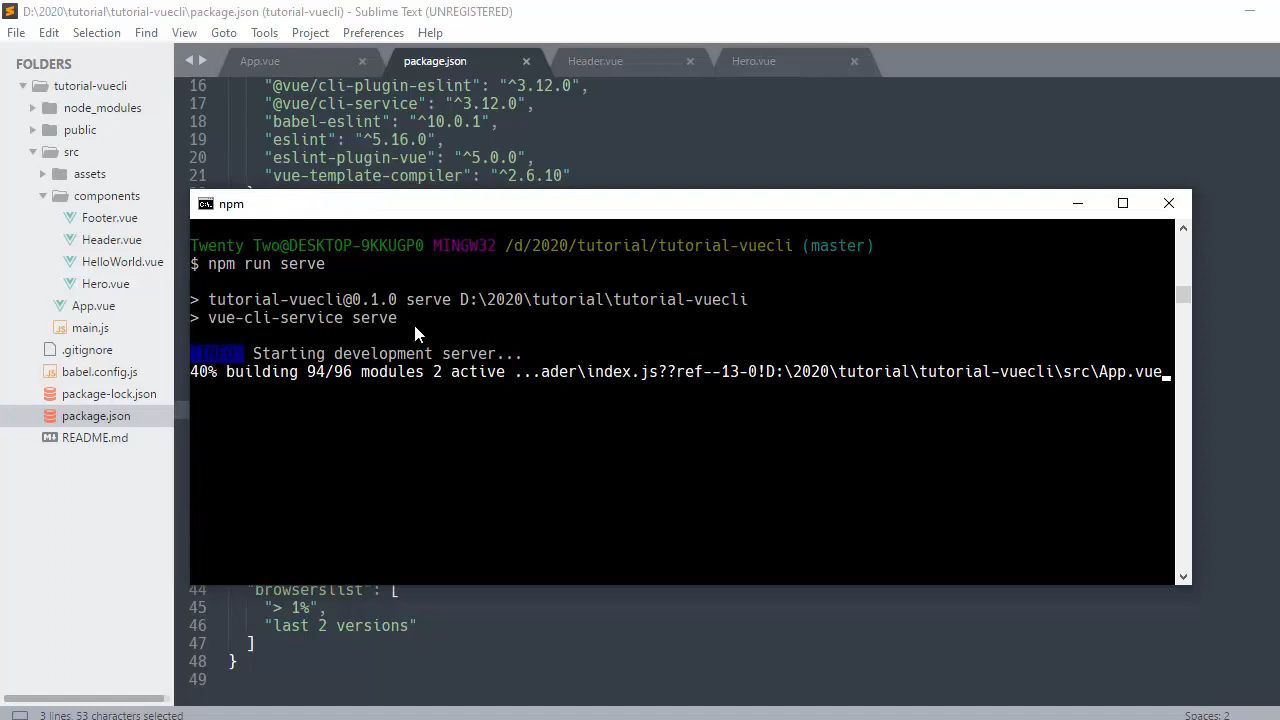 D:\2020\tutorial\tutorial-vuecli\package.json (tutorial-vuecli) - Sublime Text (UNREGISTERED)
File Edit Selection Find View Goto Tools Project Preferences Help
FOLDERS
tutorial-vuecli
node_modules
public
src
assets
components
Footer.vue
Header.vue
HelloWorld.vue
Hero.vue
App.vue
main.js
.gitignore
babel.config.js
package-lock.json
package.json
README.md
App.vue package.json Header.vue Hero.vue
16 "@vue/cli-plugin-eslint": "^3.12.0",
17 "@vue/cli-service": "^3.12.0",
18 "babel-eslint": "^10.0.1",
19 "eslint": "^5.16.0",
20 "eslint-plugin-vue": "^5.0.0",
21 "vue-template-compiler": "^2.6.10"
npm
Twenty Two@DESKTOP-9KKUGP0 MINGW32 /d/2020/tutorial/tutorial-vuecli (master)
$ npm run serve
> tutorial-vuecli@0.1.0 serve D:\2020\tutorial\tutorial-vuecli
> vue-cli-service serve
INFO Starting development server...
40% building 94/96 modules 2 active ...ader\index.js??ref--13-0!D:\2020\tutorial\tutorial-vuecli\src\App.vue
44 "browserslist": [
45 "> 1%",
46 "last 2 versions"
47 ]
48 }
49
3 lines, 53 characters selected
Spaces: 2